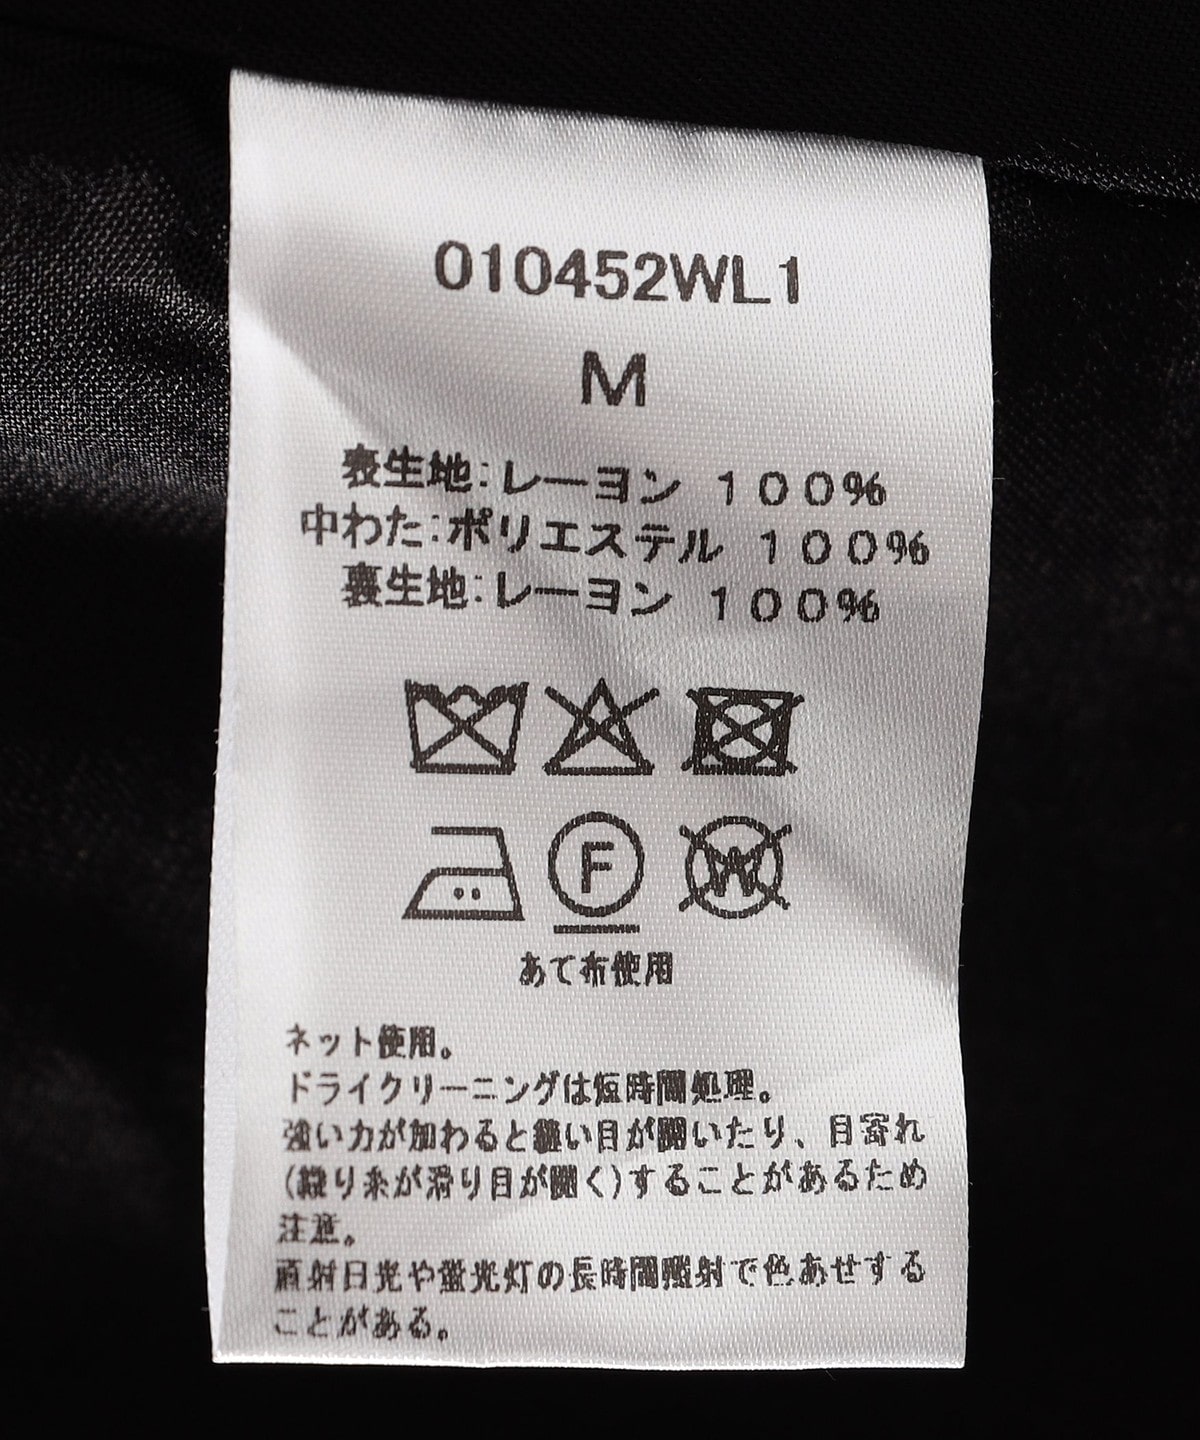 010452WL1
M
表生地:レーヨン 100%
中わた:ポリエステル 100%
裏生地:レーヨン 100%
F W
あて布使用
ネット使用。
ドライクリーニングは短時間処理。
強い力が加わると縫い目が開いたり、目寄れ
(織り糸が滑り目が開く)することがあるため
注意。
直射日光や蛍光灯の長時間照射で色あせする
ことがある。